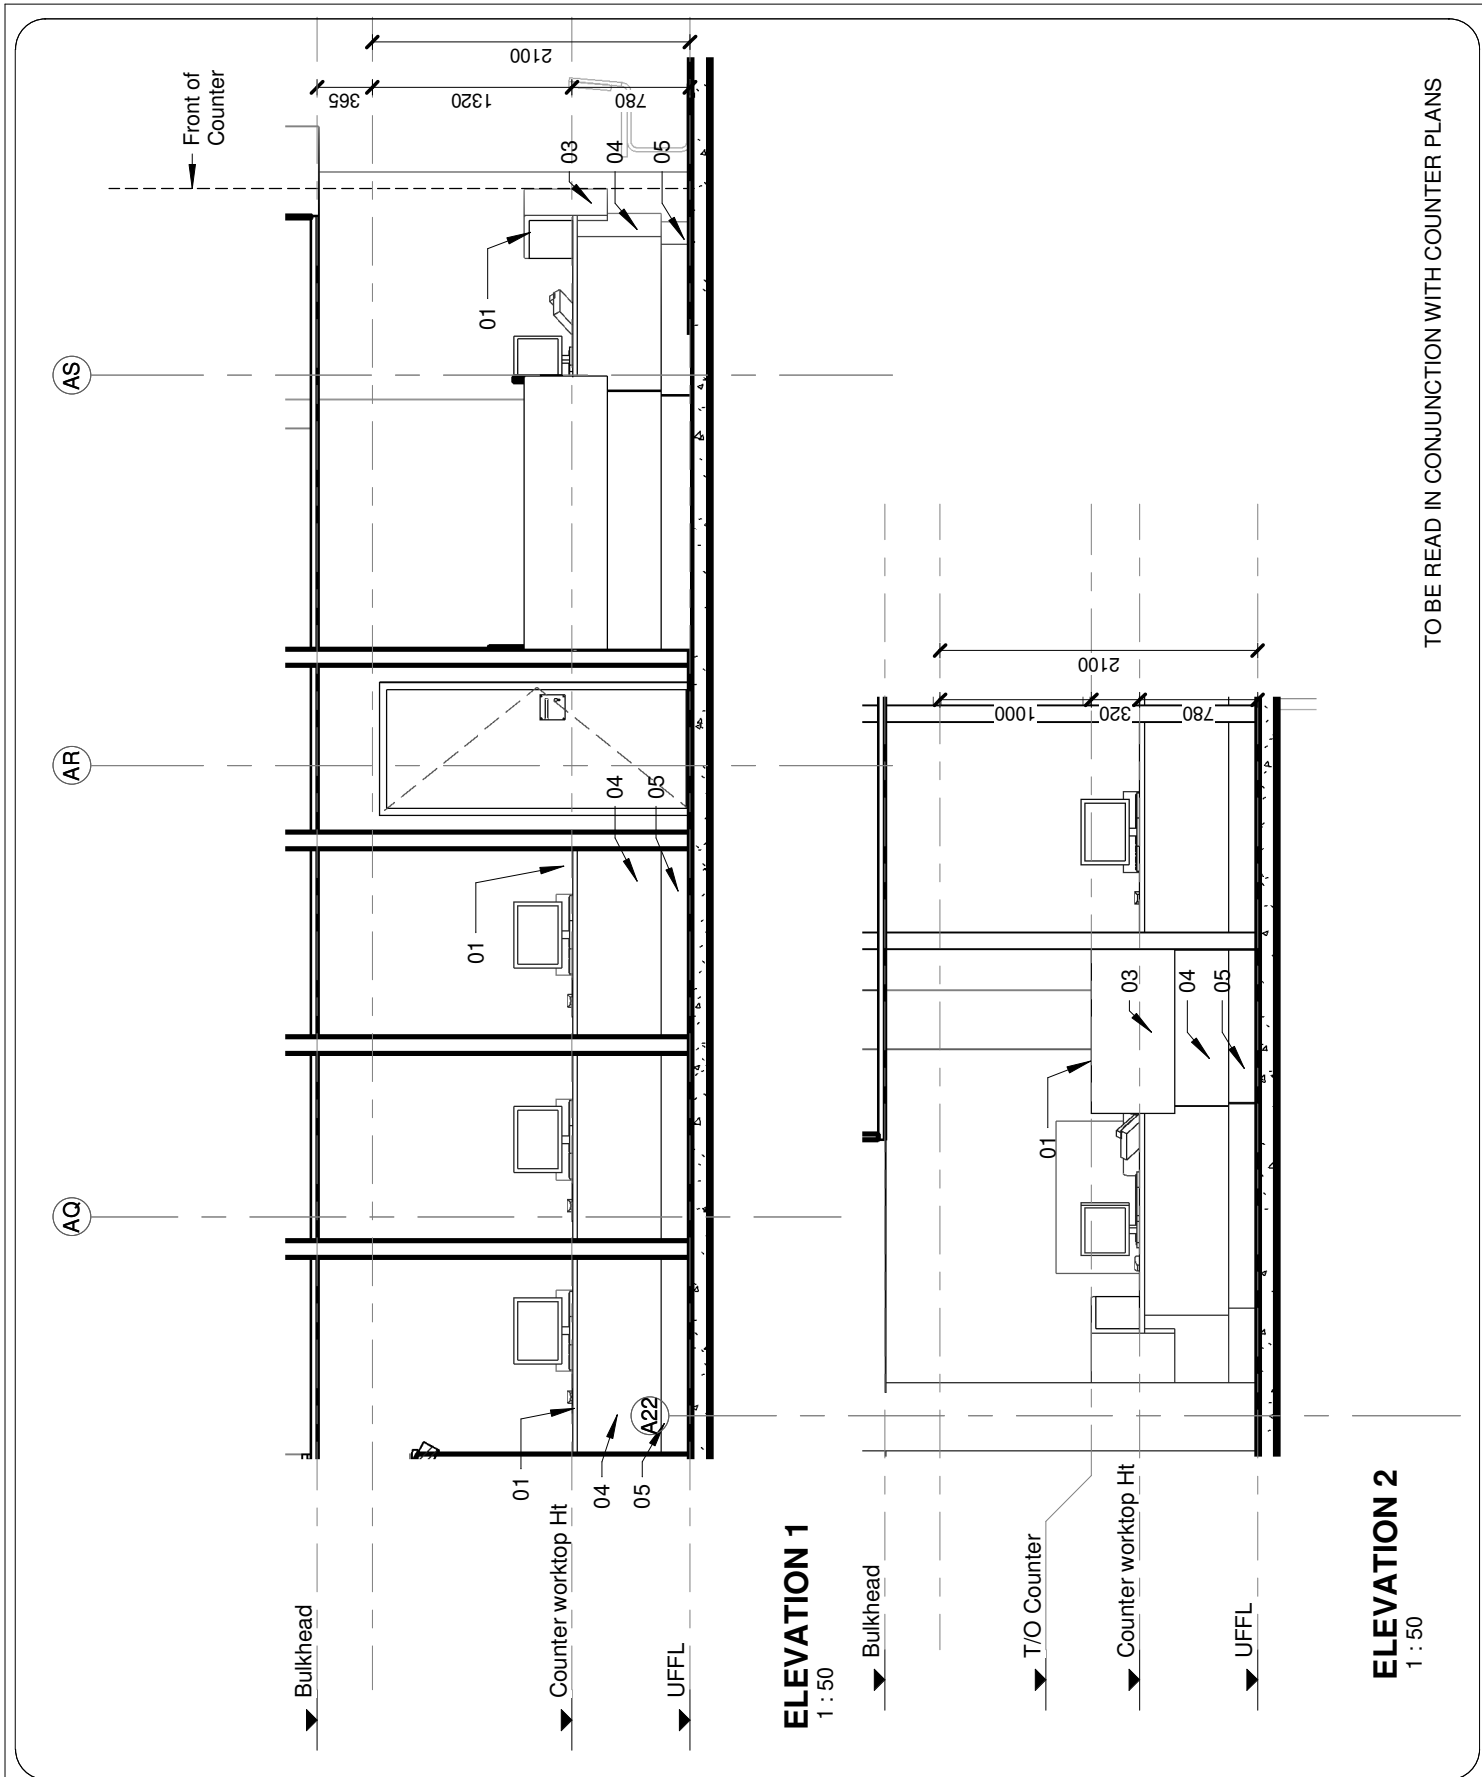 AQ
AR
AS
Front of
Counter
Bulkhead
365
1320
2100
780
Counter worktop Ht
UFFL
01
04
05
A22
01
04
05
01
03
04
05
ELEVATION 1
1 : 50
Bulkhead
T/O Counter
Counter worktop Ht
UFFL
01
03
04
05
1000
320
780
2100
ELEVATION 2
1 : 50
TO BE READ IN CONJUNCTION WITH COUNTER PLANS